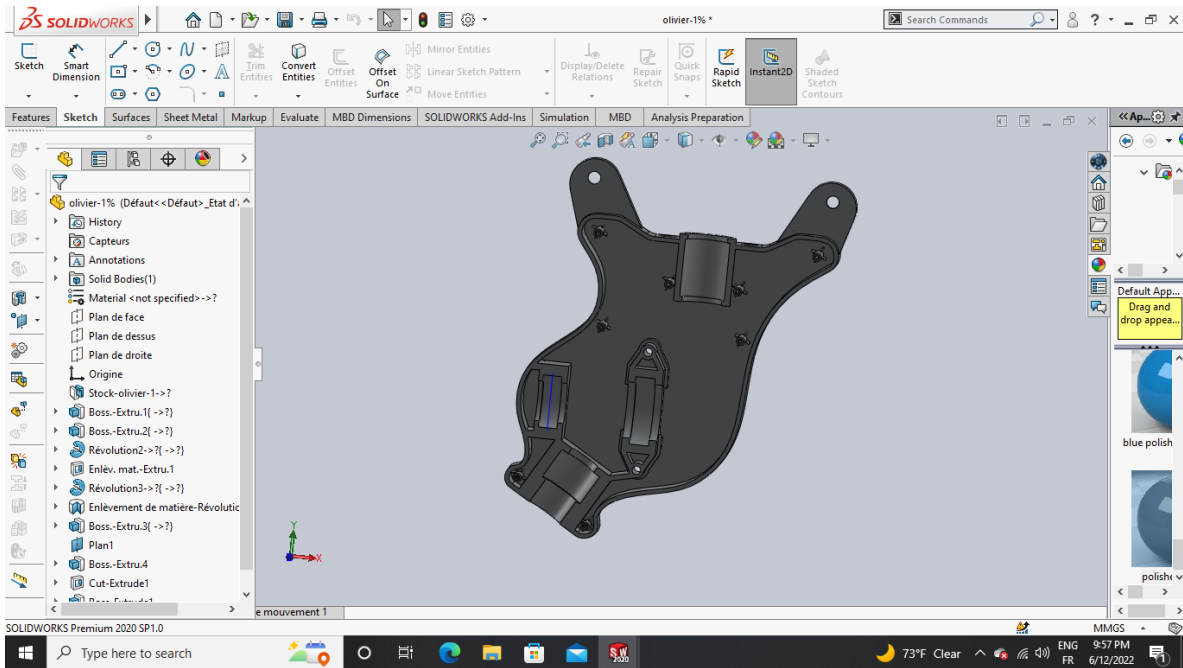 SOLIDWORKS
olivier-1% *
Search Commands
Sketch
Smart Dimension
Trim Entities
Convert Entities
Offset Entities
Offset On Surface
Mirror Entities
Linear Sketch Pattern
Move Entities
Display/Delete Relations
Repair Sketch
Quick Snaps
Rapid Sketch
Instant2D
Shaded Sketch Contours
Features Sketch Surfaces Sheet Metal Markup Evaluate MBD Dimensions SOLIDWORKS Add-Ins Simulation MBD Analysis Preparation
Ap...
olivier-1% (Défaut<<Défaut>_Etat d'
History
Capteurs
Annotations
Solid Bodies(1)
Material <not specified>->?
Plan de face
Plan de dessus
Plan de droite
Origine
Stock-olivier-1->?
Boss.-Extru.1{ ->?}
Boss.-Extru.2{ ->?}
Révolution2->?{ ->?}
Enlèv. mat.-Extru.1
Révolution3->?{ ->?}
Enlèvement de matière-Révolutic
Boss.-Extru.3{ ->?}
Plan1
Boss.-Extru.4
Cut-Extrude1
Boss-Extrude1
Y
X
Default App...
Drag and
drop appea...
blue polish
polishe
e mouvement 1
SOLIDWORKS Premium 2020 SP1.0
MMGS
Type here to search
SW
2020
73°F Clear
ENG
FR
9:57 PM
6/12/2022